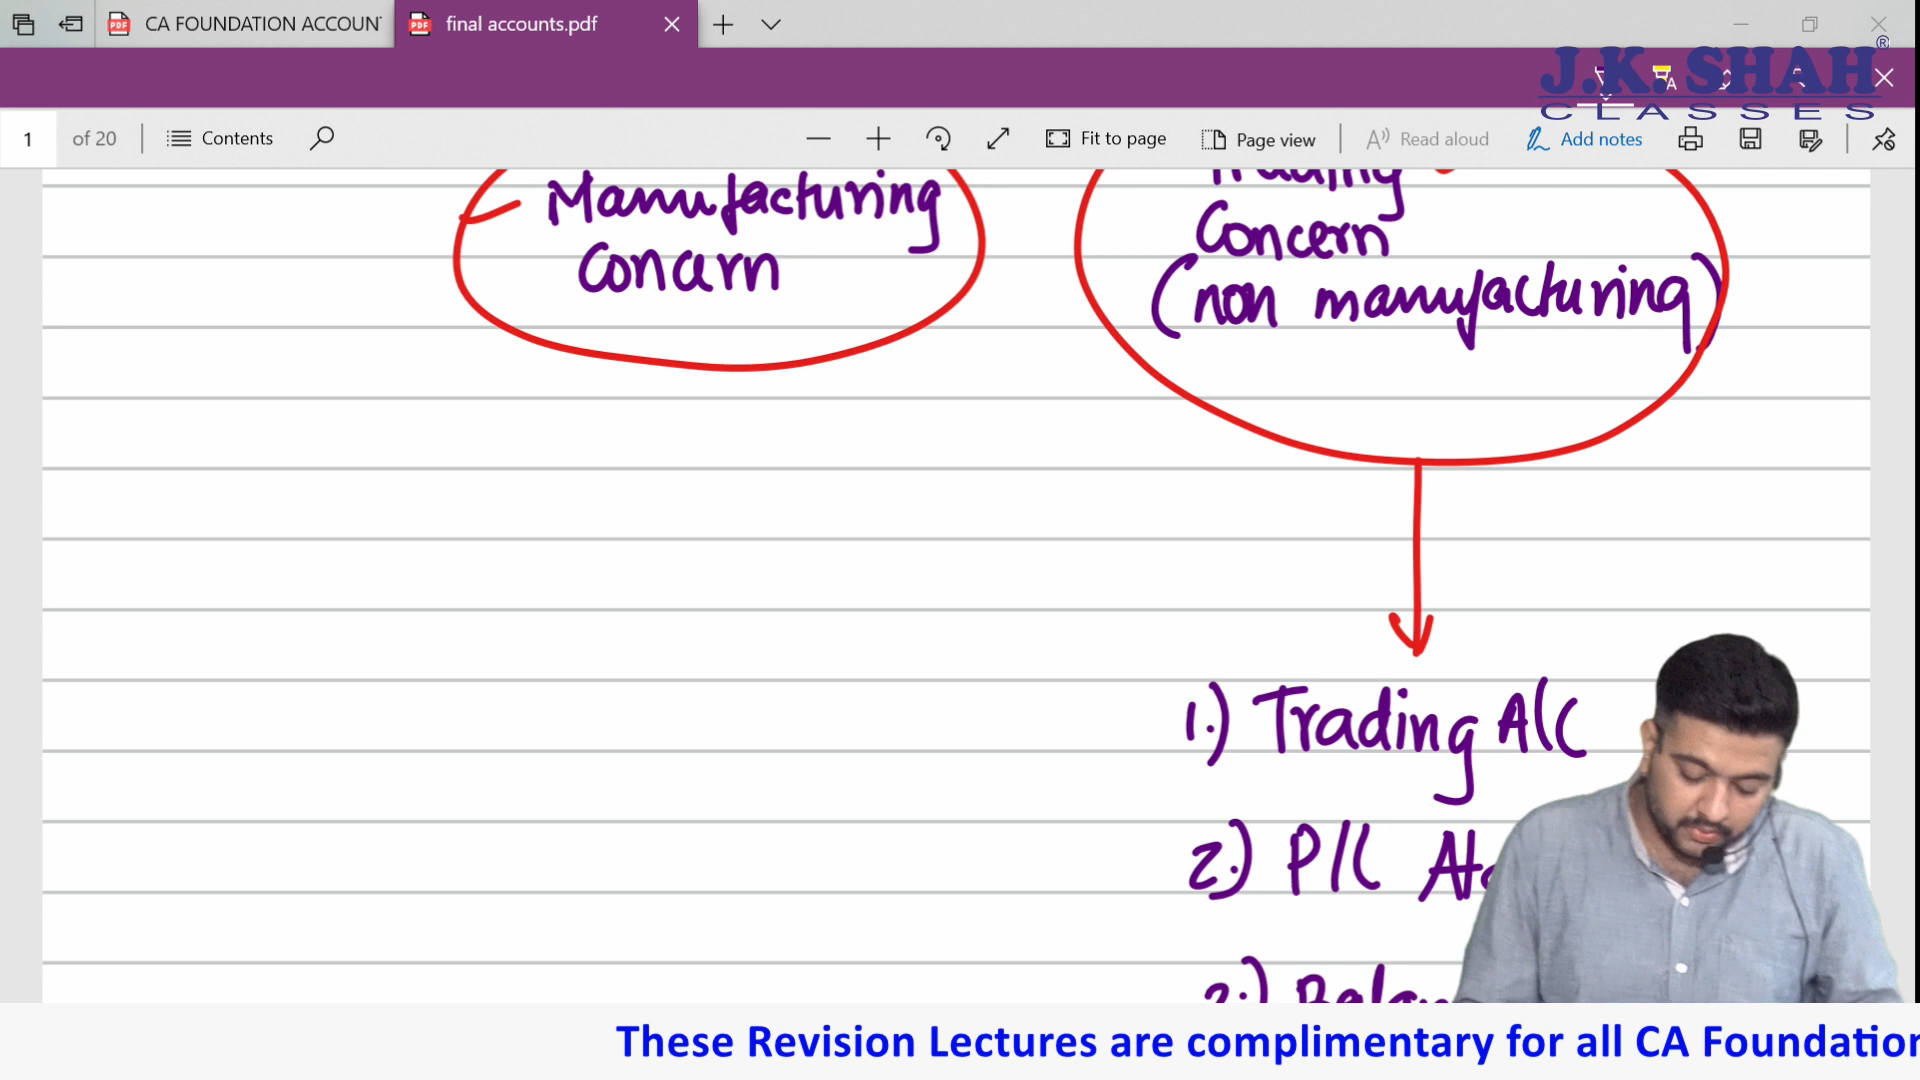 CA FOUNDATION ACCOUN
final accounts.pdf
J.K. SHAH®
CLASSES
1 of 20
Contents
Fit to page
Page view
Read aloud
Add notes
Manufacturing
Concern
Trading
Concern
(non manufacturing)
1.) Trading A/C
2.) P/L A/c
These Revision Lectures are complimentary for all CA Foundation